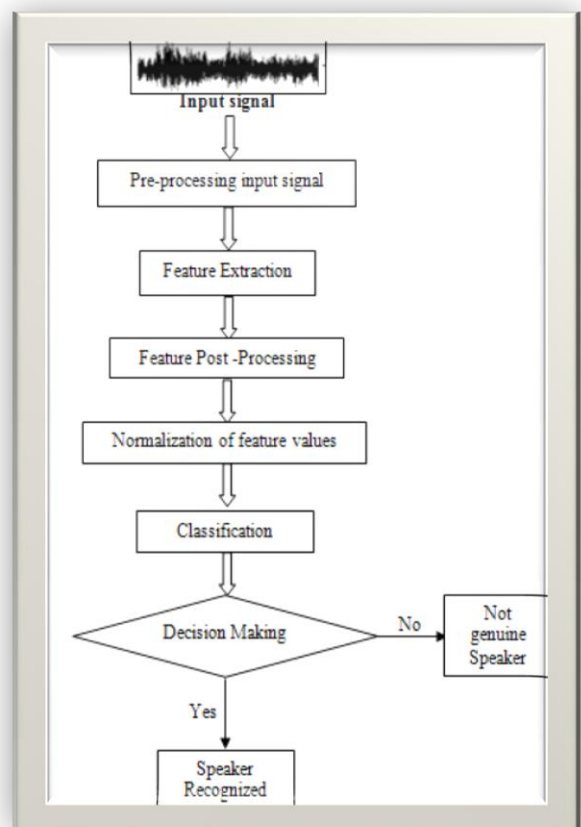 Input signal
Pre-processing input signal
Feature Extraction
Feature Post -Processing
Normalization of feature values
Classification
Decision Making
No
Not
genuine
Speaker
Yes
Speaker
Recognized